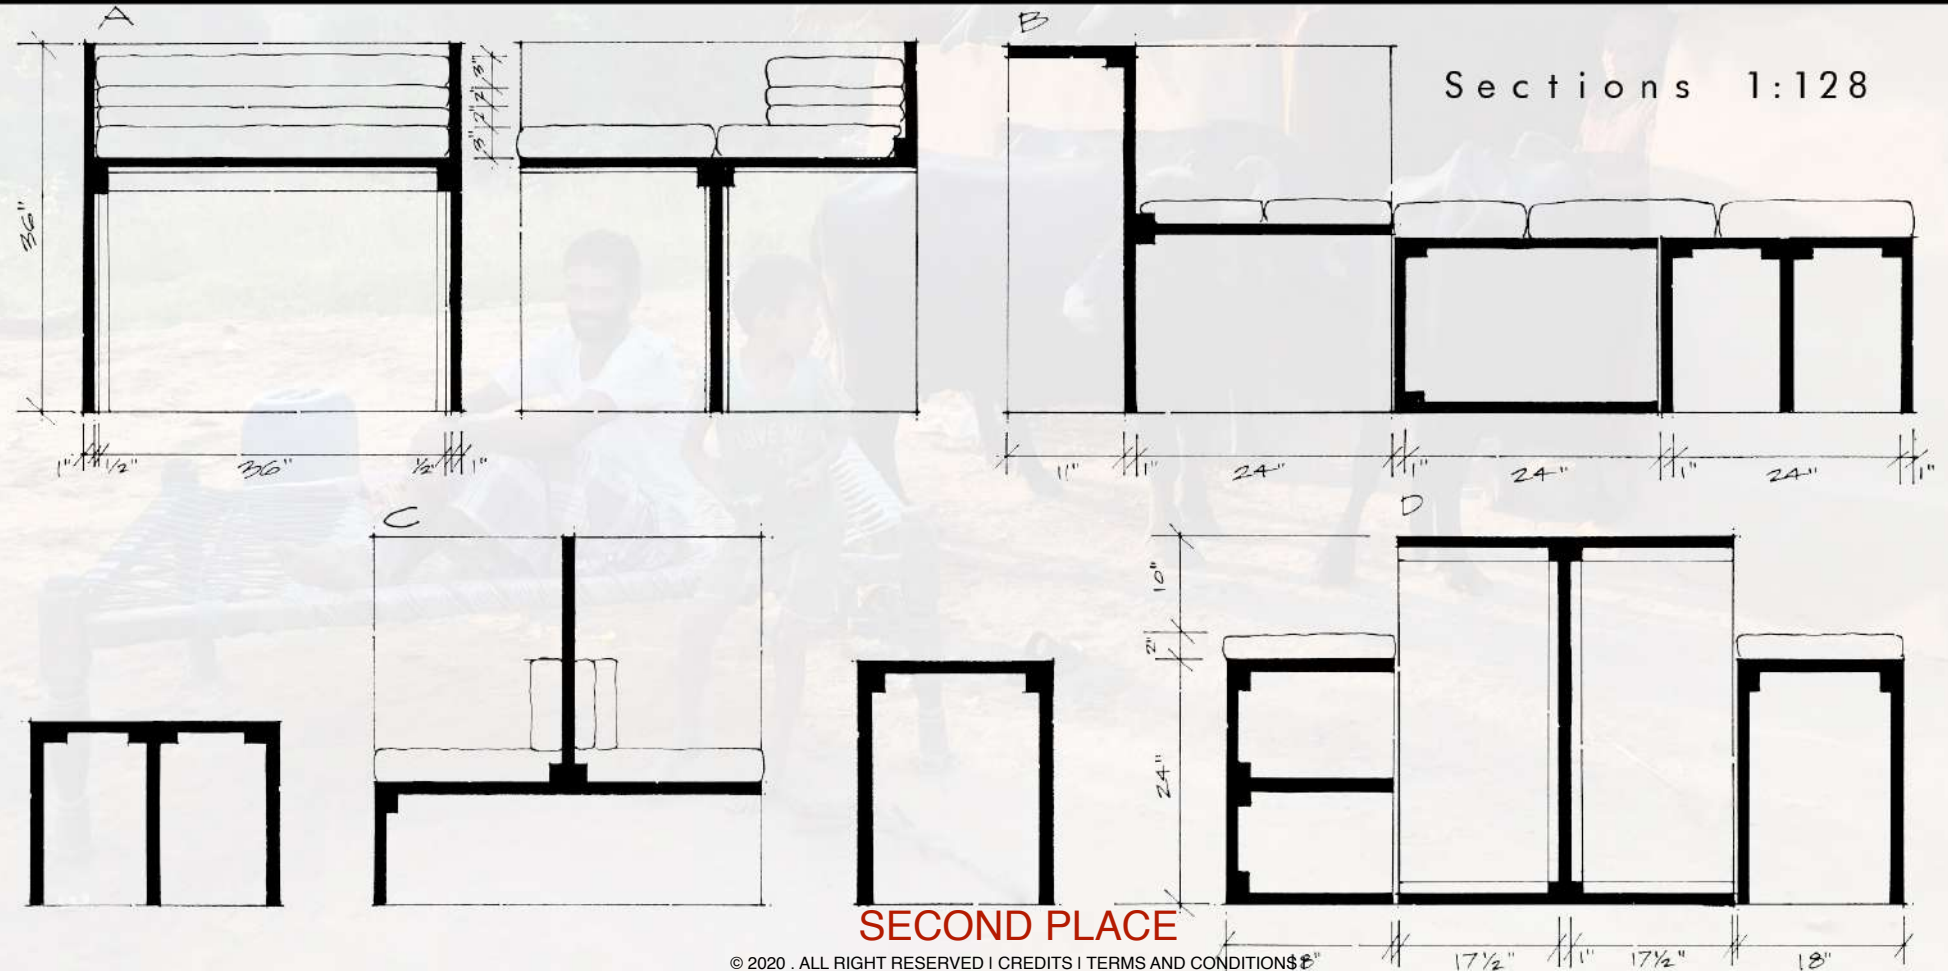 A
B
Sections 1:128
3"
2"
2"
3"
36"
1" 1/2" 36" 1/2" 1"
11" 1" 24" 1" 24" 1" 24" 1"
C
D
10"
2"
24"
18" 17 1/2" 1" 17 1/2" 18"
SECOND PLACE
© 2020 . ALL RIGHT RESERVED | CREDITS | TERMS AND CONDITIONS